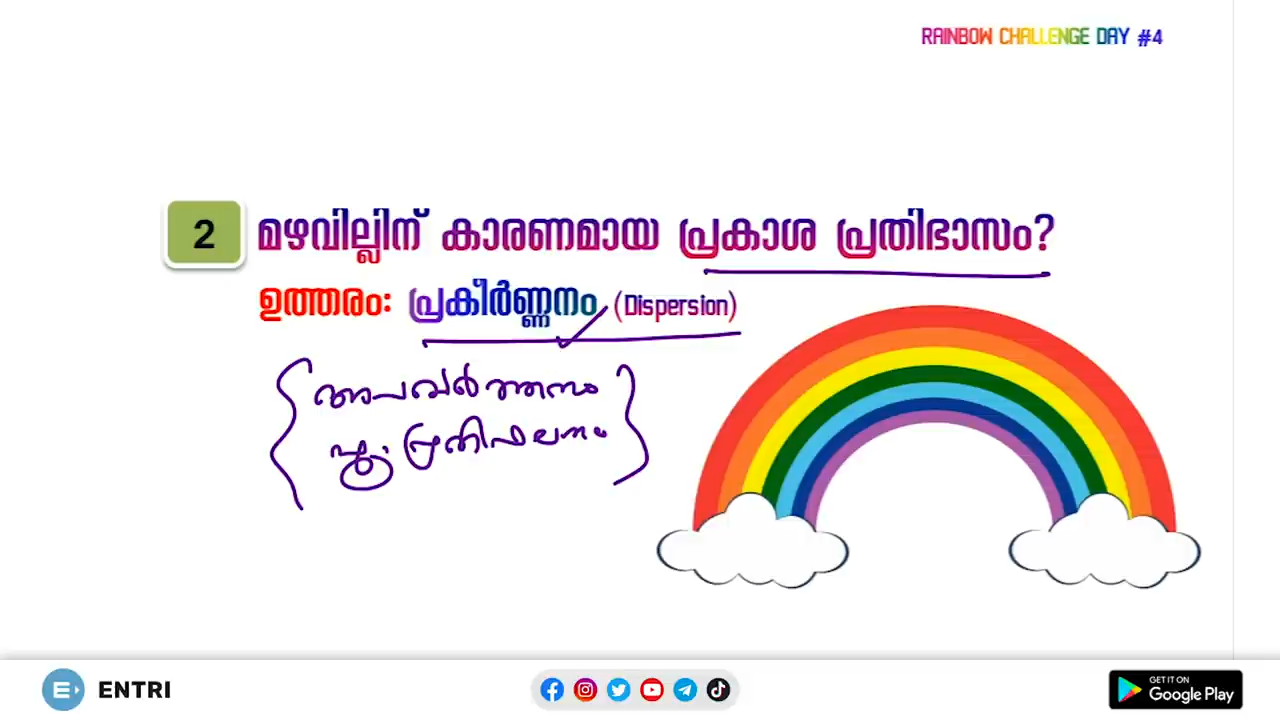 RAINBOW CHALLENGE DAY #4
2 മഴവില്ലിന് കാരണമായ പ്രകാശ പ്രതിഭാസം?
ഉത്തരം: പ്രകീർണ്ണനം (Dispersion)
അപവർത്തനം
പ്രതിഫലനം
ENTRI
GET IT ON
Google Play